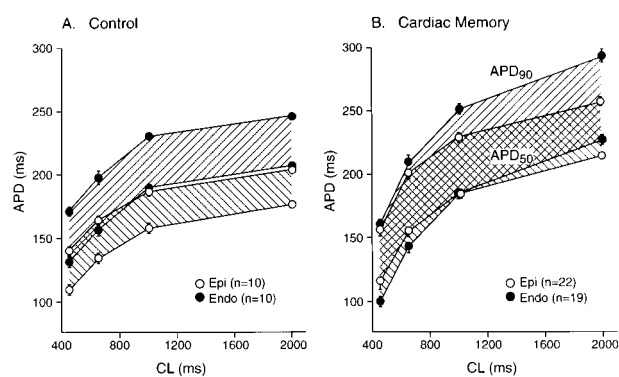 A. Control
B. Cardiac Memory
APD (ms)
300
250
200
150
100
400
800
1200
1600
2000
CL (ms)
Epi (n=10)
Endo (n=10)
APD (ms)
300
250
200
150
100
400
800
1200
1600
2000
CL (ms)
APD90
APD50
Epi (n=22)
Endo (n=19)